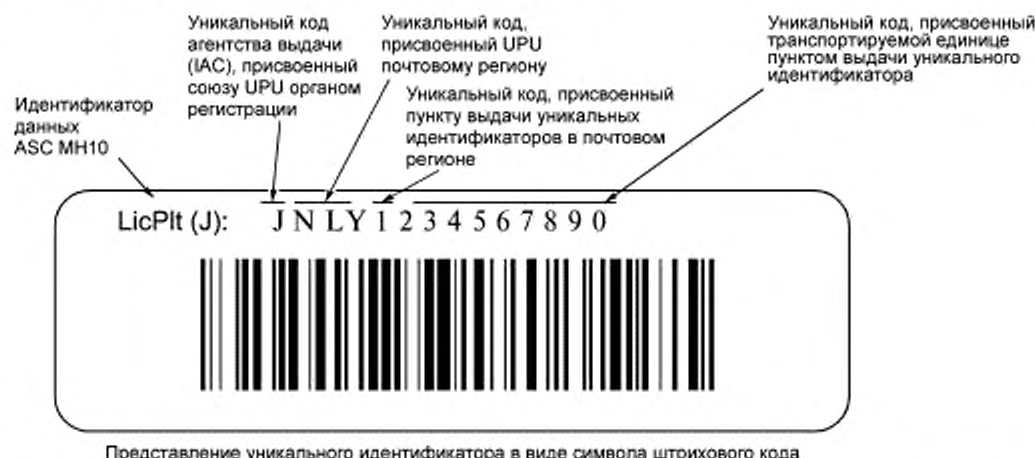 Уникальный код
агентства выдачи
(IAC), присвоенный
союзу UPU органом
регистрации
Уникальный код,
присвоенный UPU
почтовому региону
Уникальный код, присвоенный
транспортируемой единице
пунктом выдачи уникального
идентификатора
Уникальный код, присвоенный
пункту выдачи уникальных
идентификаторов в почтовом
регионе
Идентификатор
данных
ASC MH10
LicPlt (J): J N L Y 1 2 3 4 5 6 7 8 9 0
Представление уникального идентификатора в виде символа штрихового кода